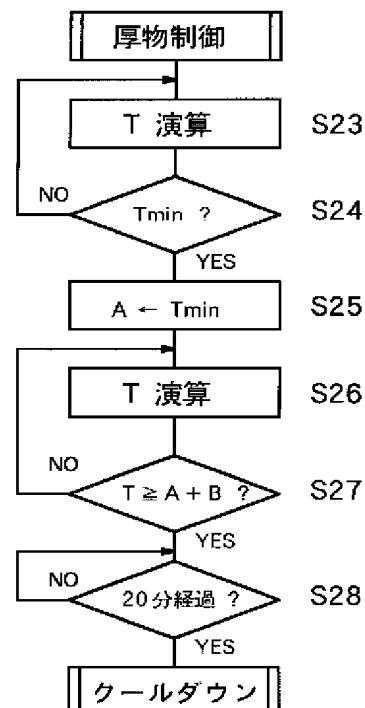 厚物制御
T 演算 S23
NO
Tmin ? S24
YES
A ← Tmin S25
T 演算 S26
NO
T ≧ A + B ? S27
YES
NO
20分経過 ? S28
YES
クールダウン